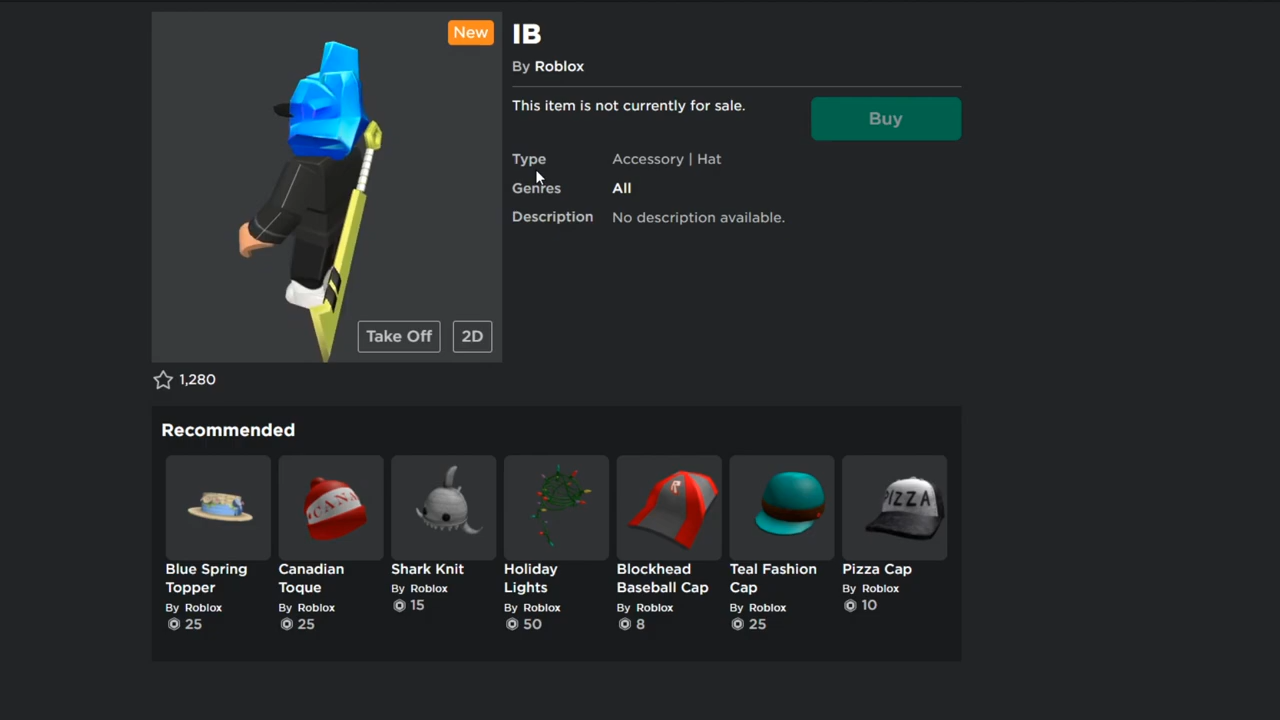 New
IB
By Roblox
This item is not currently for sale.
Buy
Type Accessory | Hat
Genres All
Description No description available.
Take Off 2D
1,280
Recommended
Blue Spring Topper
By Roblox
25
CANA
Canadian Toque
By Roblox
25
Shark Knit
By Roblox
15
Holiday Lights
By Roblox
50
R
Blockhead Baseball Cap
By Roblox
8
Teal Fashion Cap
By Roblox
25
PIZZA
Pizza Cap
By Roblox
10